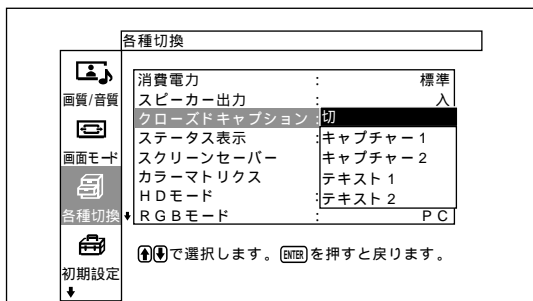 各種切換
画質/音質
画面モード
各種切換
初期設定
消費電力 : 標準
スピーカー出力 : 入
クローズドキャプション : 切
ステータス表示 : キャプチャー1
スクリーンセーバー キャプチャー2
カラーマトリクス テキスト1
HDモード : テキスト2
RGBモード : PC
で選択します。ENTERを押すと戻ります。